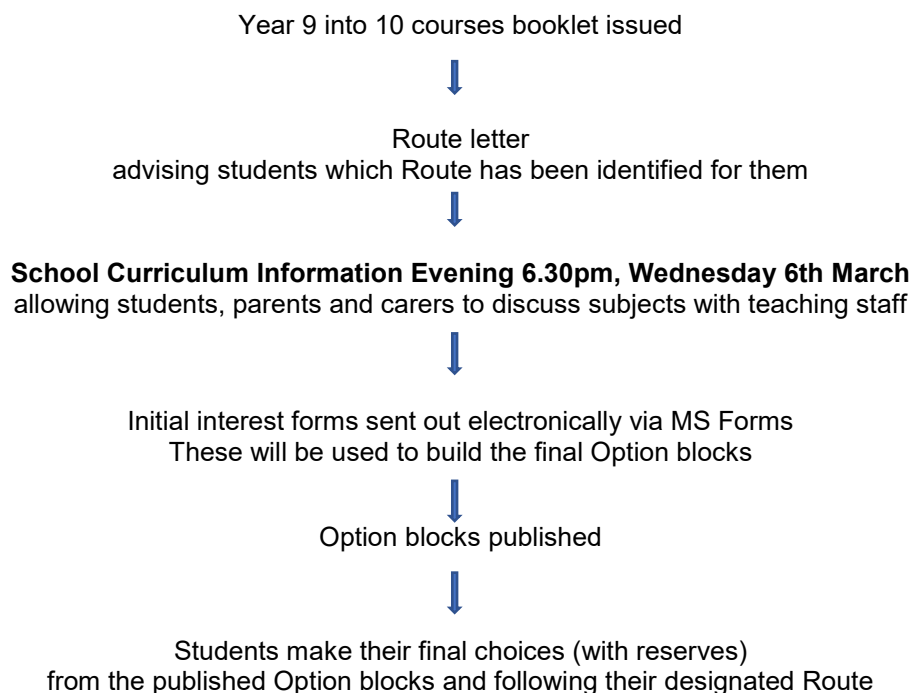 Year 9 into 10 courses booklet issued
Route letter
advising students which Route has been identified for them
School Curriculum Information Evening 6.30pm, Wednesday 6th March
allowing students, parents and carers to discuss subjects with teaching staff
Initial interest forms sent out electronically via MS Forms
These will be used to build the final Option blocks
Option blocks published
Students make their final choices (with reserves)
from the published Option blocks and following their designated Route